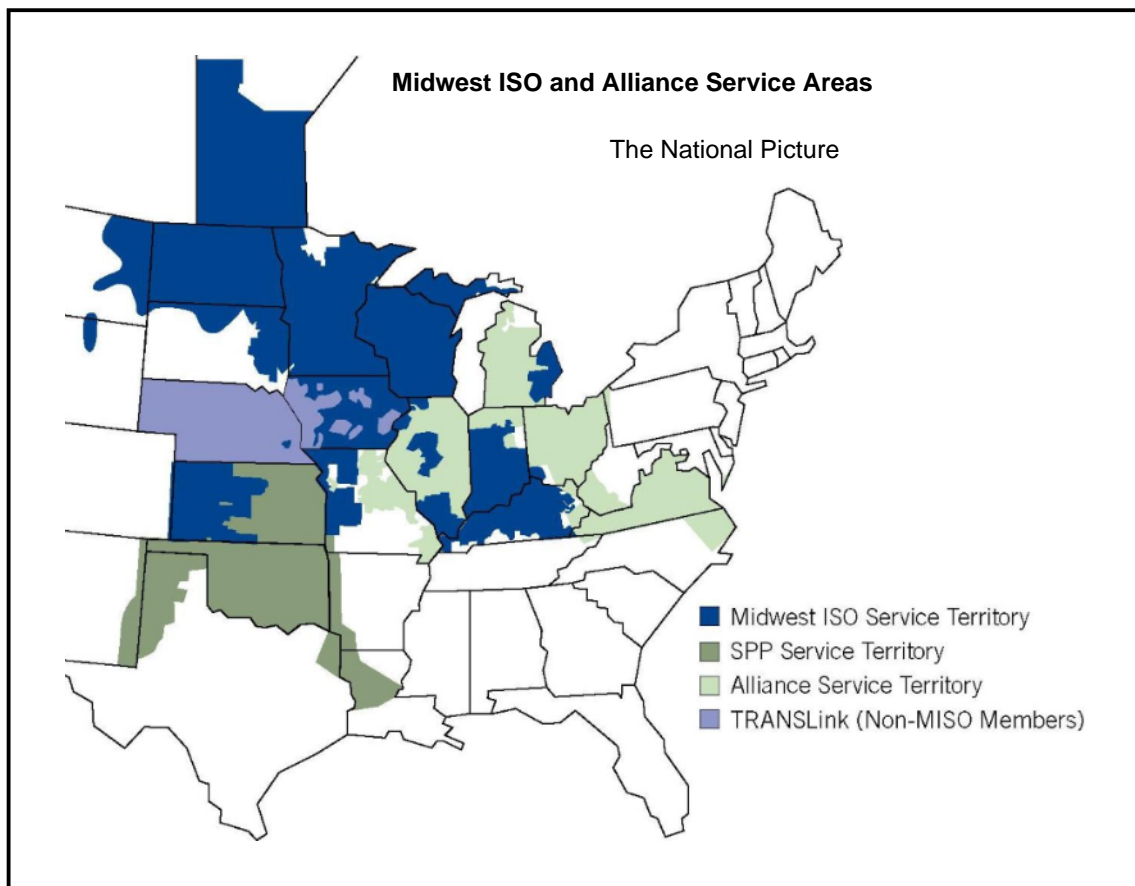 Midwest ISO and Alliance Service Areas
The National Picture
Midwest ISO Service Territory
SPP Service Territory
Alliance Service Territory
TRANSLink (Non-MISO Members)